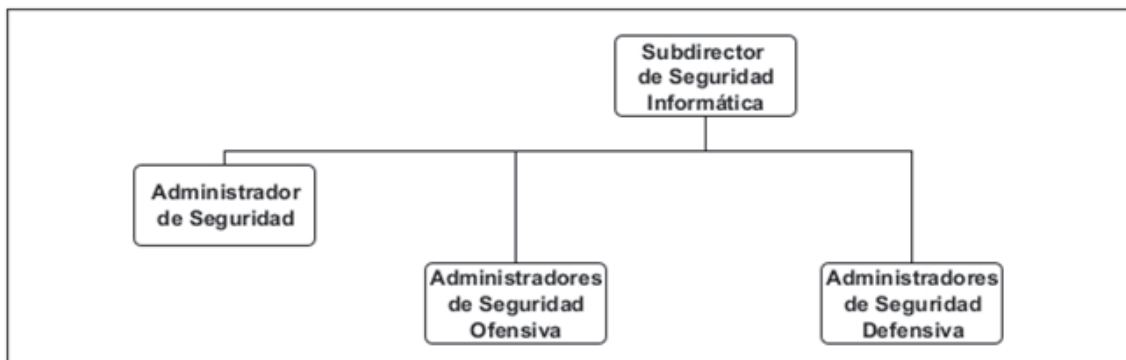 Subdirector
de Seguridad
Informática
Administrador
de Seguridad
Administradores
de Seguridad
Ofensiva
Administradores
de Seguridad
Defensiva